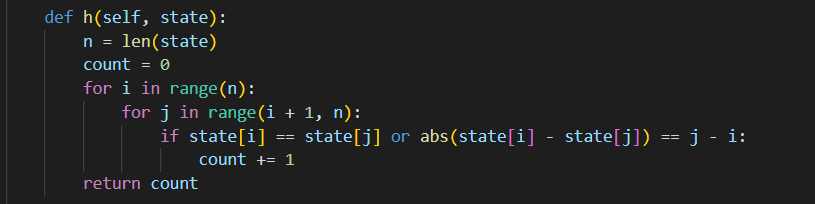 def h(self, state):
    n = len(state)
    count = 0
    for i in range(n):
        for j in range(i + 1, n):
            if state[i] == state[j] or abs(state[i] - state[j]) == j - i:
                count += 1
    return count